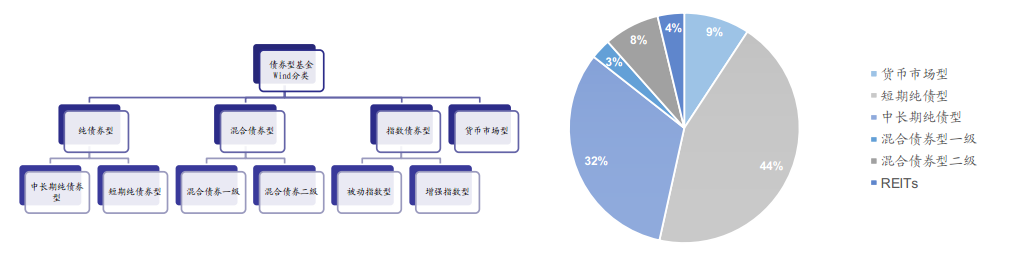 债券型基金
Wind分类
纯债券型
混合债券型
指数债券型
货币市场型
中长期纯债券
型
短期纯债券型
混合债券一级
混合债券二级
被动指数型
增强指数型
4%
9%
8%
3%
32%
44%
货币市场型
短期纯债型
中长期纯债型
混合债券型一级
混合债券型二级
REITs